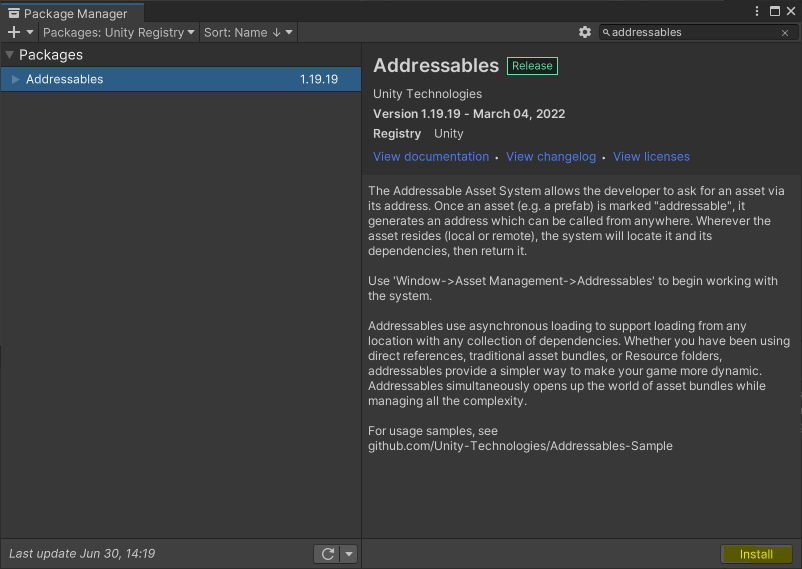 Package Manager
Packages: Unity Registry
Sort: Name ↓
addressables
Packages
Addressables 1.19.19
Addressables Release
Unity Technologies
Version 1.19.19 - March 04, 2022
Registry Unity
View documentation • View changelog • View licenses
The Addressable Asset System allows the developer to ask for an asset via
its address. Once an asset (e.g. a prefab) is marked "addressable", it
generates an address which can be called from anywhere. Wherever the
asset resides (local or remote), the system will locate it and its
dependencies, then return it.
Use 'Window->Asset Management->Addressables' to begin working with
the system.
Addressables use asynchronous loading to support loading from any
location with any collection of dependencies. Whether you have been using
direct references, traditional asset bundles, or Resource folders,
addressables provide a simpler way to make your game more dynamic.
Addressables simultaneously opens up the world of asset bundles while
managing all the complexity.
For usage samples, see
github.com/Unity-Technologies/Addressables-Sample
Last update Jun 30, 14:19
Install